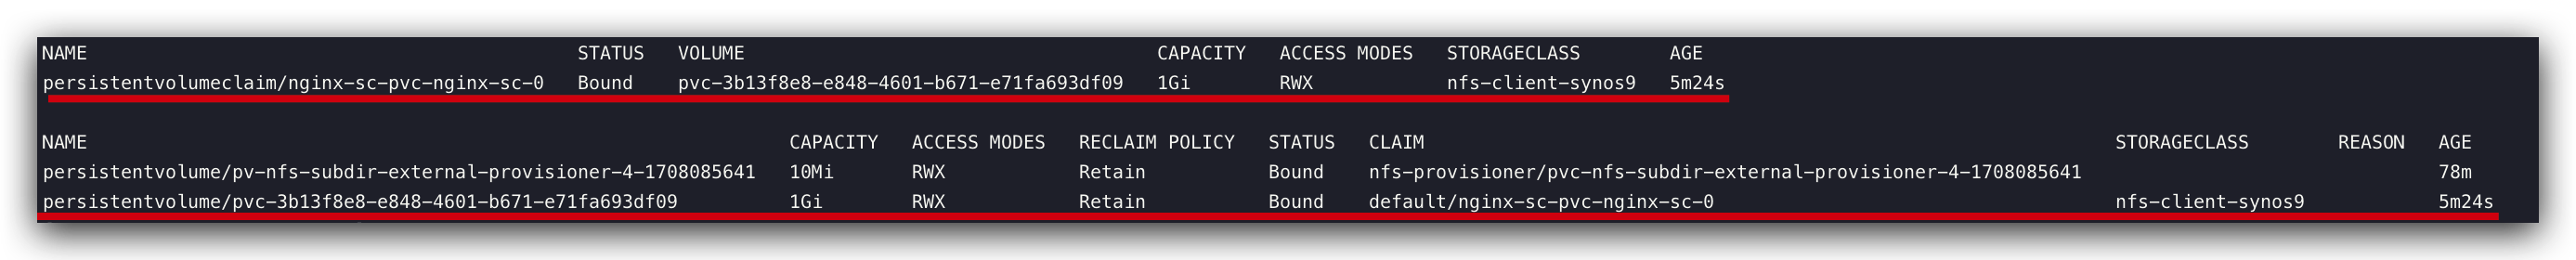 NAME STATUS VOLUME CAPACITY ACCESS MODES STORAGECLASS AGE
persistentvolumeclaim/nginx-sc-pvc-nginx-sc-0 Bound pvc-3b13f8e8-e848-4601-b671-e71fa693df09 1Gi RWX nfs-client-synos9 5m24s
NAME CAPACITY ACCESS MODES RECLAIM POLICY STATUS CLAIM STORAGECLASS REASON AGE
persistentvolume/pv-nfs-subdir-external-provisioner-4-1708085641 10Mi RWX Retain Bound nfs-provisioner/pvc-nfs-subdir-external-provisioner-4-1708085641 78m
persistentvolume/pvc-3b13f8e8-e848-4601-b671-e71fa693df09 1Gi RWX Retain Bound default/nginx-sc-pvc-nginx-sc-0 nfs-client-synos9 5m24s